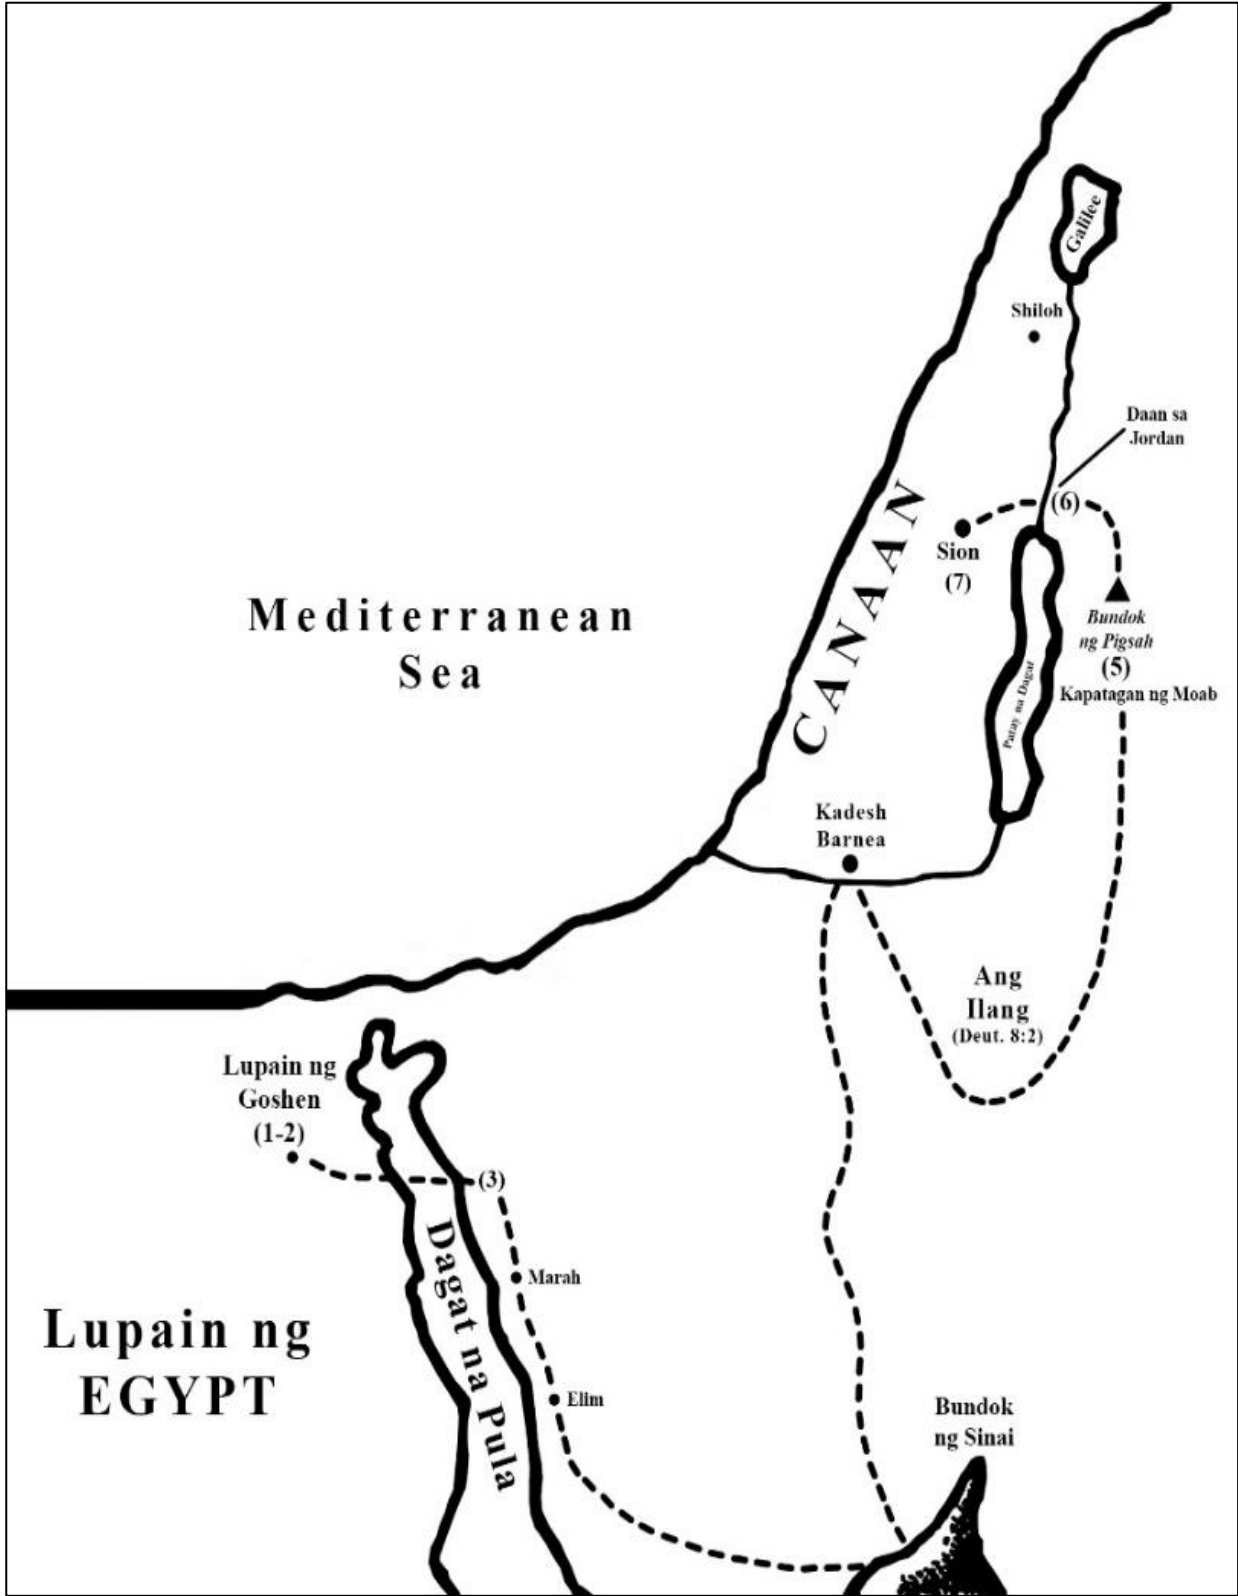 Galilee
Shiloh
Daan sa
Jordan
(6)
Sion
(7)
CANAAN
Mediterranean
Sea
Bundok
ng Pigsah
(5)
Kapatagan ng Moab
Patay na Dagat
Kadesh
Barnea
Ang
Ilang
(Deut. 8:2)
Lupain ng
Goshen
(1-2)
(3)
Dagat na Pula
Marah
Lupain ng
EGYPT
Elim
Bundok
ng Sinai